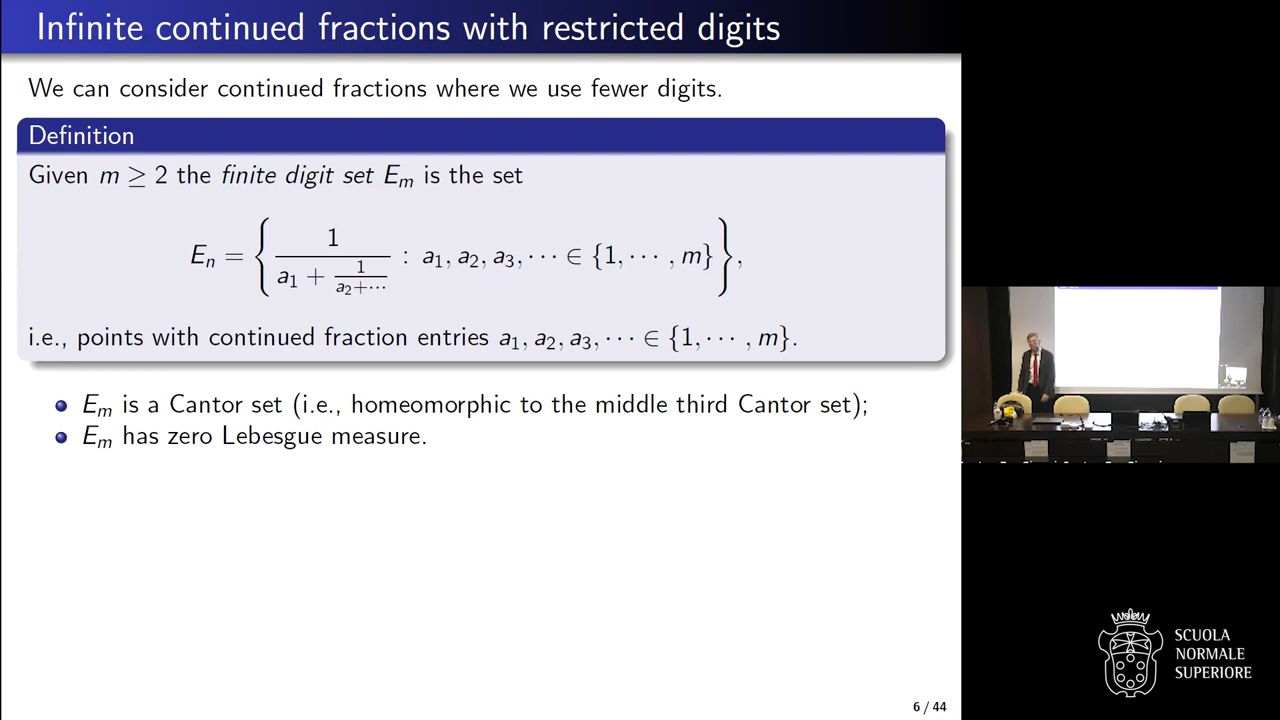 Infinite continued fractions with restricted digits
We can consider continued fractions where we use fewer digits.
Definition
Given m ≥ 2 the finite digit set E_m is the set
E_n = { 1 / (a_1 + 1 / (a_2+⋯)) : a_1, a_2, a_3, ⋯ ∈ {1, ⋯ , m} },
i.e., points with continued fraction entries a_1, a_2, a_3, ⋯ ∈ {1, ⋯ , m}.
E_m is a Cantor set (i.e., homeomorphic to the middle third Cantor set);
E_m has zero Lebesgue measure.
6 / 44
SCUOLA
NORMALE
SUPERIORE